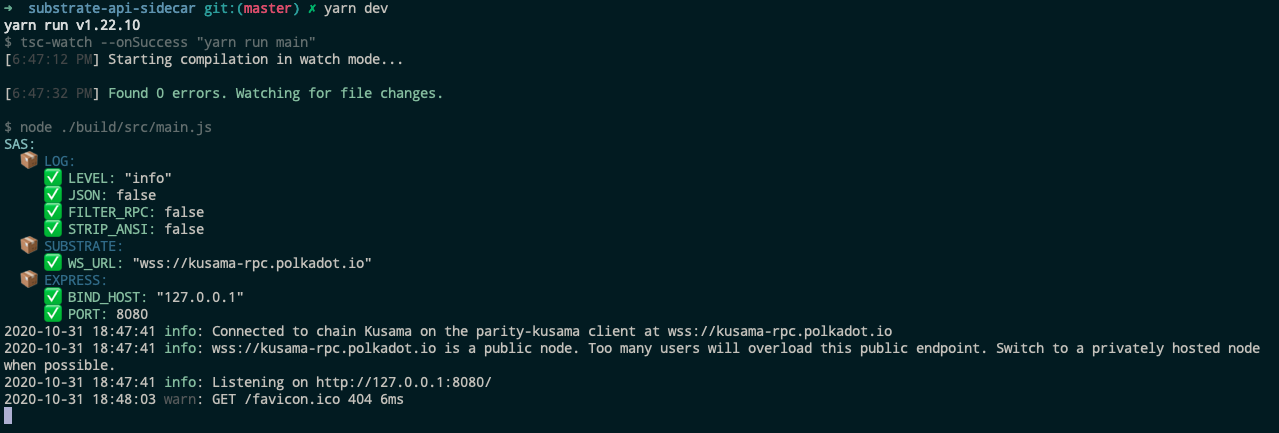 ➜  substrate-api-sidecar git:(master) ✗ yarn dev
yarn run v1.22.10
$ tsc-watch --onSuccess "yarn run main"
[6:47:12 PM] Starting compilation in watch mode...
[6:47:32 PM] Found 0 errors. Watching for file changes.
$ node ./build/src/main.js
SAS:
📦 LOG:
✅ LEVEL: "info"
✅ JSON: false
✅ FILTER_RPC: false
✅ STRIP_ANSI: false
📦 SUBSTRATE:
✅ WS_URL: "wss://kusama-rpc.polkadot.io"
📦 EXPRESS:
✅ BIND_HOST: "127.0.0.1"
✅ PORT: 8080
2020-10-31 18:47:41 info: Connected to chain Kusama on the parity-kusama client at wss://kusama-rpc.polkadot.io
2020-10-31 18:47:41 info: wss://kusama-rpc.polkadot.io is a public node. Too many users will overload this public endpoint. Switch to a privately hosted node
when possible.
2020-10-31 18:47:41 info: Listening on http://127.0.0.1:8080/
2020-10-31 18:48:03 warn: GET /favicon.ico 404 6ms